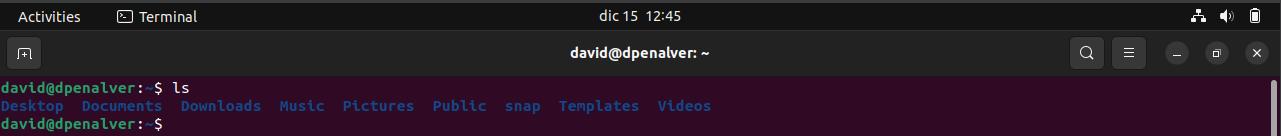 Activities Terminal dic 15 12:45
david@dpenalver: ~
david@dpenalver:~$ ls
Desktop Documents Downloads Music Pictures Public snap Templates Videos
david@dpenalver:~$